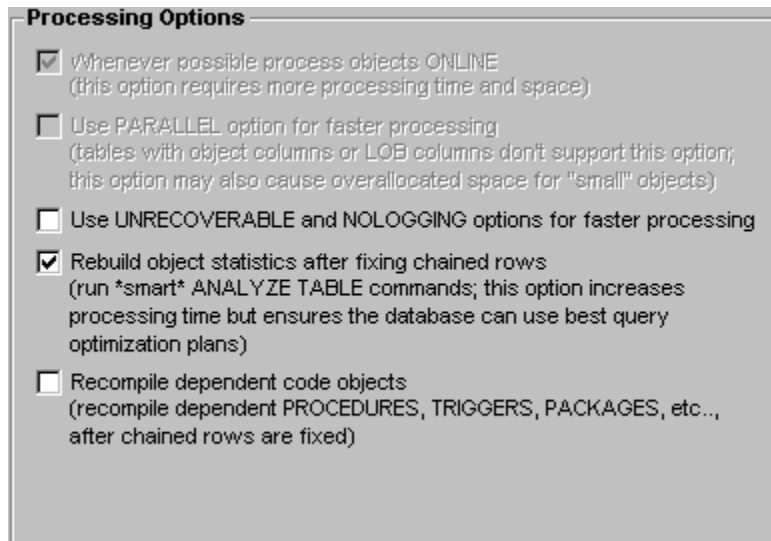 Processing Options
Whenever possible process objects ONLINE
(this option requires more processing time and space)
Use PARALLEL option for faster processing
(tables with object columns or LOB columns don't support this option;
this option may also cause overallocated space for "small" objects)
Use UNRECOVERABLE and NOLOGGING options for faster processing
Rebuild object statistics after fixing chained rows
(run *smart* ANALYZE TABLE commands; this option increases
processing time but ensures the database can use best query
optimization plans)
Recompile dependent code objects
(recompile dependent PROCEDURES, TRIGGERS, PACKAGES, etc..,
after chained rows are fixed)